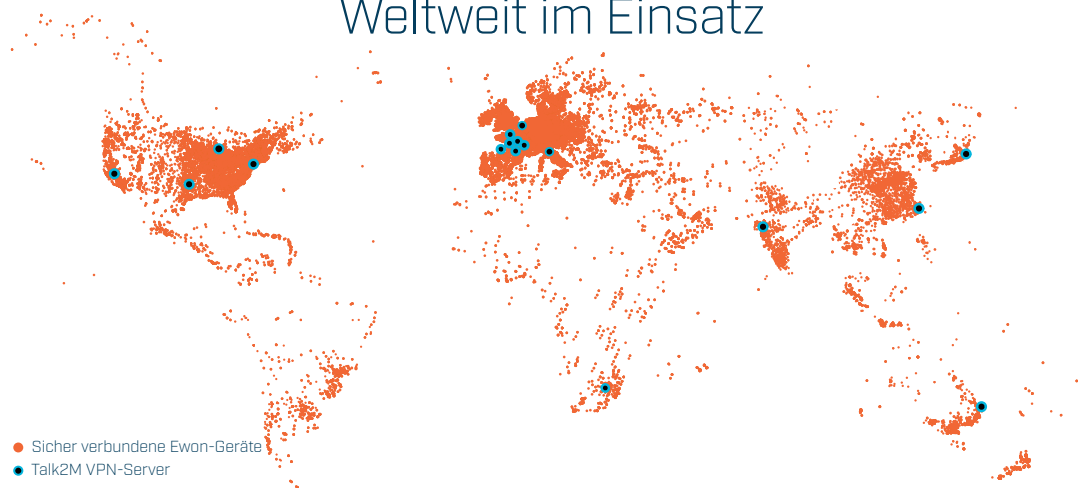 Weltweit im Einsatz
Sicher verbundene Ewon-Geräte
Talk2M VPN-Server